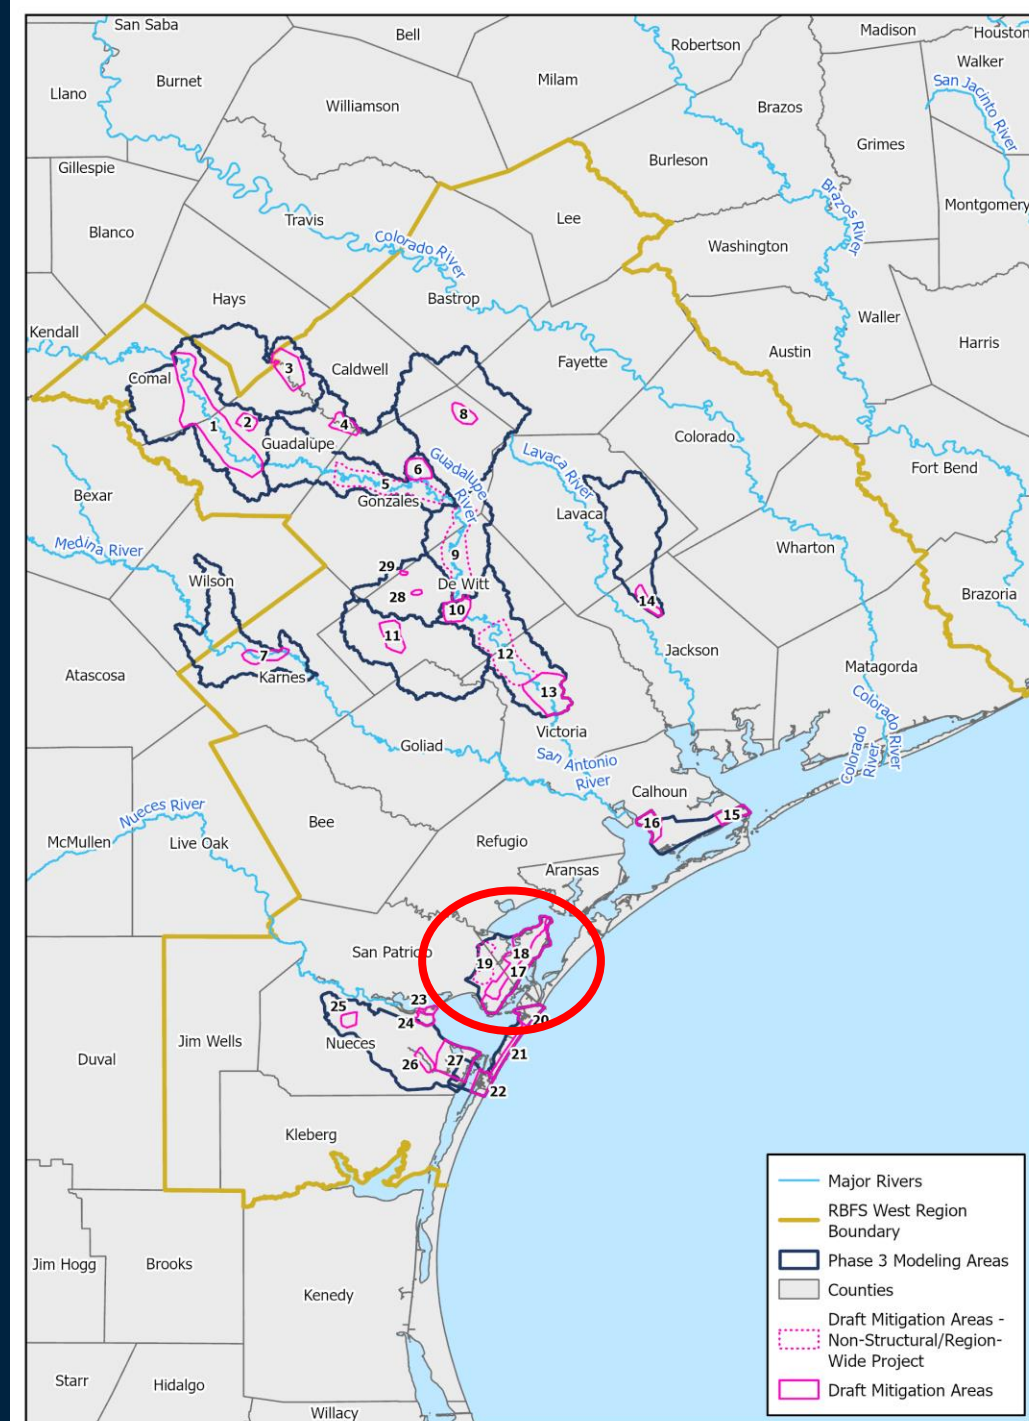 San Saba
Bell
Madison
Houston
Robertson
Walker
Burnet
Milam
Llano
Williamson
Brazos
San Jacinto
River
Grimes
Burleson
Gillespie
Montgomery
Lee
Travis
Brazos
River
Blanco
Colorado
River
Washington
Hays
Bastrop
Waller
Kendall
Harris
Austin
Fayette
3
Caldwell
Comal
8
1
2
4
Colorado
Guadalupe
Lavaca
River
Guadalupe
River
Fort Bend
6
5
Bexar
Gonzales
Lavaca
Medina River
Wharton
9
29
Wilson
De Witt
28
Brazoria
14
10
11
Jackson
12
7
Matagorda
Atascosa
Karnes
13
Colorado River
Victoria
Goliad
Colorado
River
San Antonio
River
Calhoun
Nueces River
15
16
Bee
McMullen
Live Oak
Refugio
Aransas
San Patricio
18
19
17
23
25
20
24
Jim Wells
Nueces
21
Duval
27
26
22
Kleberg
Major Rivers
RBFS West Region
Boundary
Phase 3 Modeling Areas
Jim Hogg
Brooks
Counties
Kenedy
Draft Mitigation Areas -
Non-Structural/Region-
Wide Project
Starr
Hidalgo
Draft Mitigation Areas
Willacy